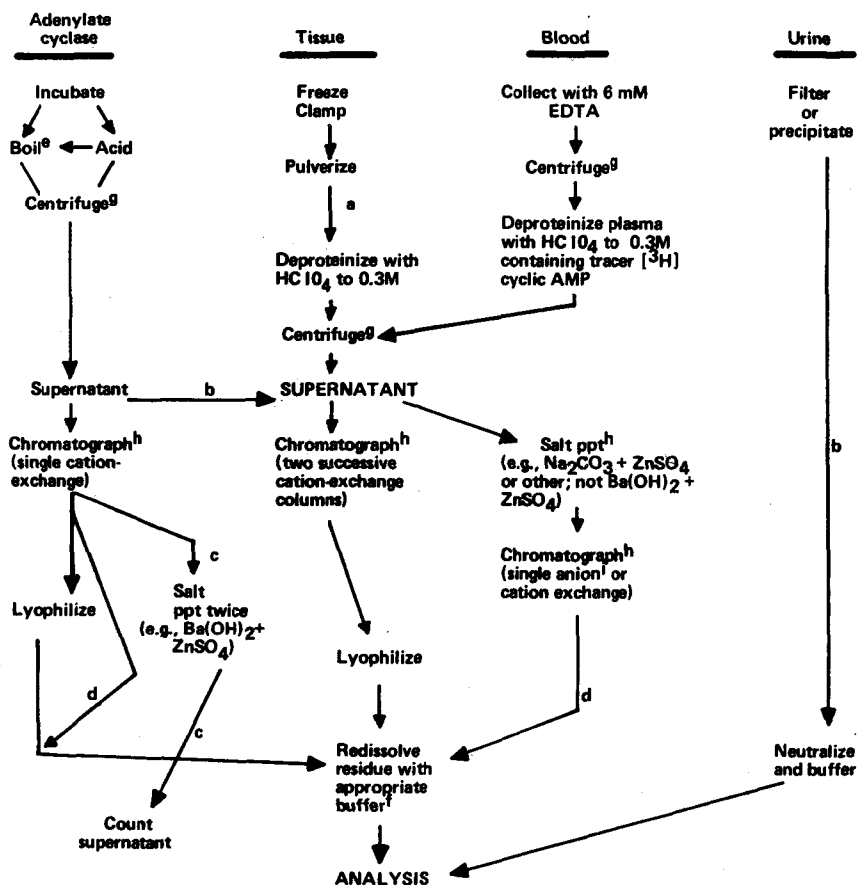 Adenylate
cyclase
Tissue
Blood
Urine
Incubate
Boil^e
Acid
Centrifuge^g
Freeze
Clamp
Pulverize
a
Deproteinize with
HClO4 to 0.3M
Centrifuge^g
Collect with 6 mM
EDTA
Centrifuge^g
Deproteinize plasma
with HClO4 to 0.3M
containing tracer [³H]
cyclic AMP
Filter
or
precipitate
Supernatant
b
SUPERNATANT
Chromatograph^h
(single cation-
exchange)
Chromatograph^h
(two successive
cation-exchange
columns)
Salt ppt^h
(e.g., Na2CO3 + ZnSO4
or other; not Ba(OH)2 +
ZnSO4)
b
c
Chromatograph^h
(single anion^i or
cation exchange)
Lyophilize
Salt
ppt twice
(e.g., Ba(OH)2+
ZnSO4)
Lyophilize
d
d
c
Redissolve
residue with
appropriate
buffer^f
Neutralize
and buffer
Count
supernatant
ANALYSIS